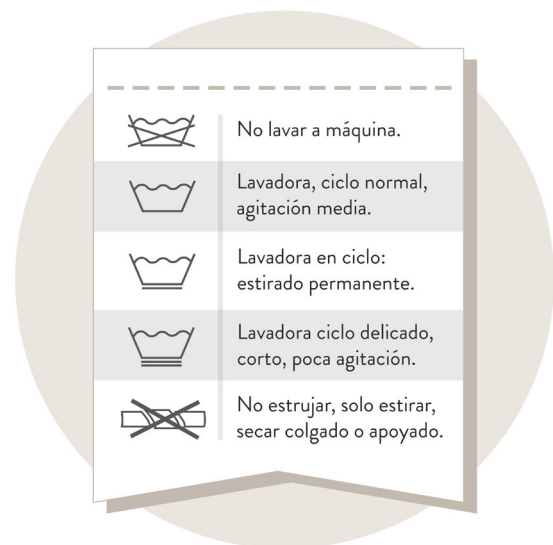 No lavar a máquina.
Lavadora, ciclo normal,
agitación media.
Lavadora en ciclo:
estirado permanente.
Lavadora ciclo delicado,
corto, poca agitación.
No estrujar, solo estirar,
secar colgado o apoyado.